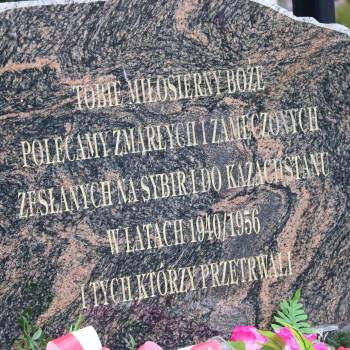 TOBIE MIŁOSIERNY BOŻE
POLECAMY ZMARŁYCH I ZAMĘCZONYCH
ZESŁANYCH NA SYBIR I DO KAZACHSTANU
W LATACH 1940/1956
I TYCH KTÓRZY PRZETRWALI